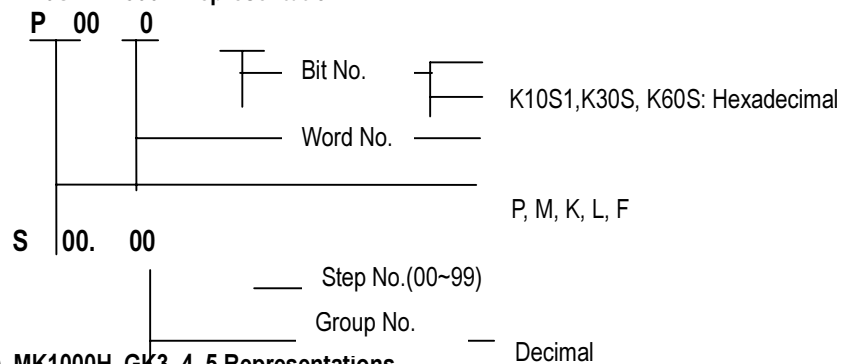 P 00 0
Bit No.
K10S1,K30S, K60S: Hexadecimal
Word No.
P, M, K, L, F
S 00. 00
Step No.(00~99)
Group No.
Decimal
MK1000H, GK3, 4, 5 Representations